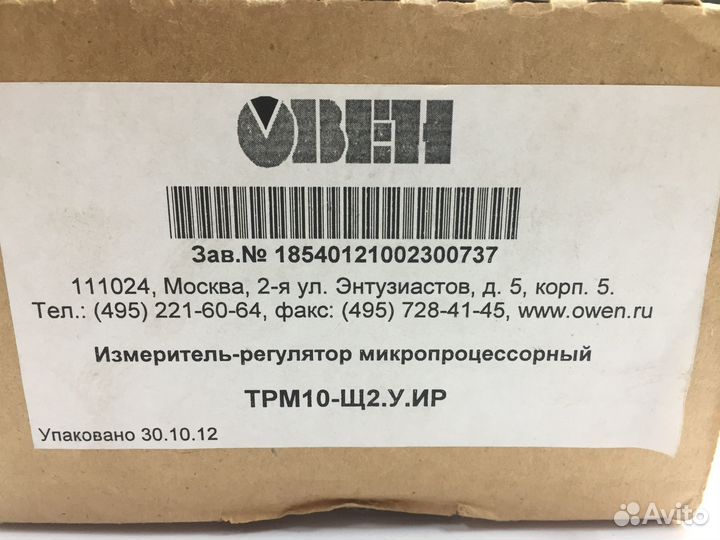 ОВЕН
Зав.№ 18540121002300737
111024, Москва, 2-я ул. Энтузиастов, д. 5, корп. 5.
Тел.: (495) 221-60-64, факс: (495) 728-41-45, www.owen.ru
Измеритель-регулятор микропроцессорный
ТРМ10-Щ2.У.ИР
Упаковано 30.10.12
Avito